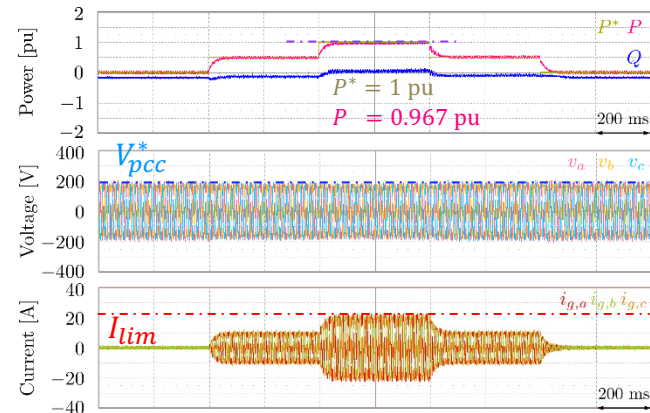 Power [pu]
2
1
0
1
−2
P* P
Q
P* = 1 pu
P = 0.967 pu
200 ms
Voltage [V]
400
200
0
−200
−400
V*pcc
va vb vc
Current [A]
40
20
0
−20
−40
Ilim
ig,a ig,b ig,c
200 ms